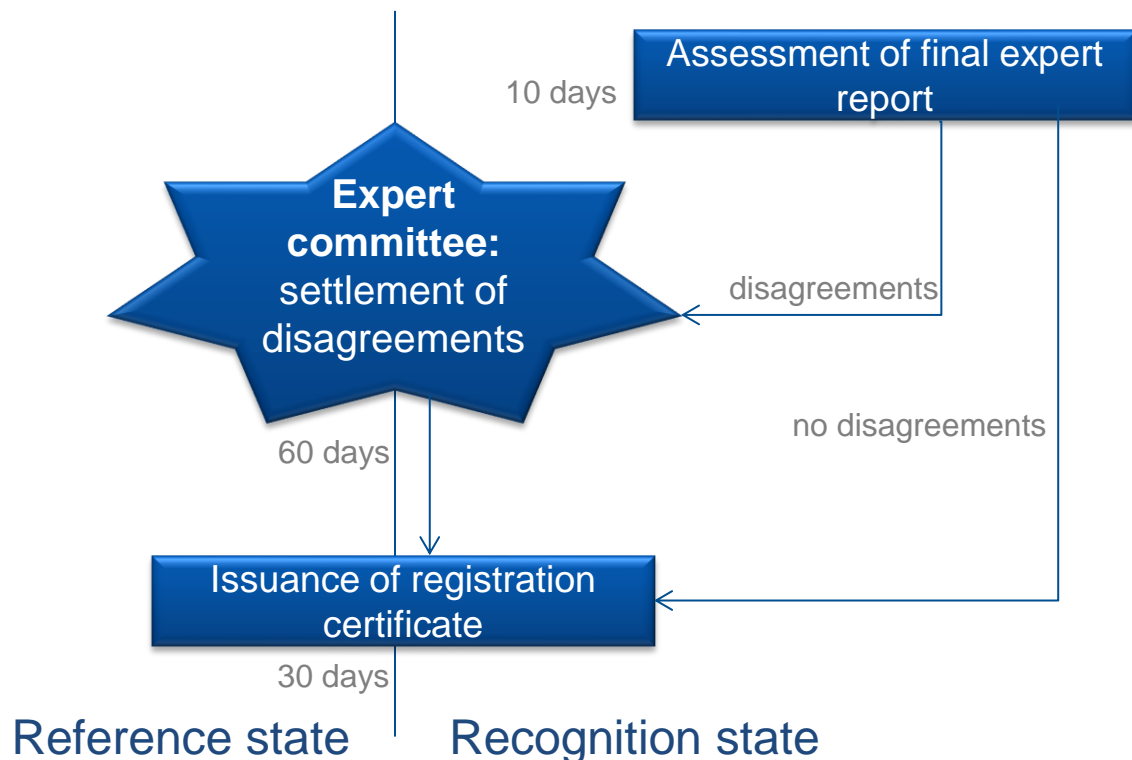 Assessment of final expert
report
10 days
Expert
committee:
settlement of
disagreements
disagreements
no disagreements
60 days
Issuance of registration
certificate
30 days
Reference state
Recognition state